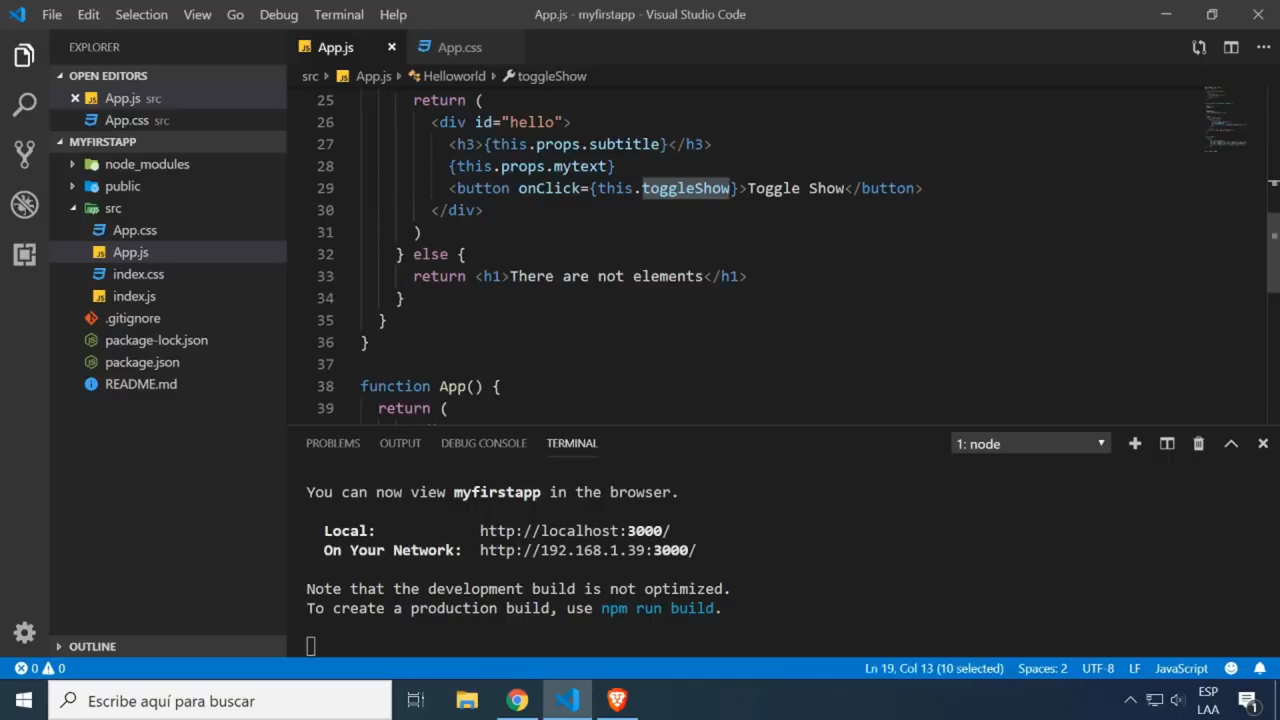 File Edit Selection View Go Debug Terminal Help App.js - myfirstapp - Visual Studio Code
EXPLORER
OPEN EDITORS
App.js src
App.css src
MYFIRSTAPP
node_modules
public
src
App.css
App.js
index.css
index.js
.gitignore
package-lock.json
package.json
README.md
OUTLINE
App.js App.css
src App.js Helloworld toggleShow
25 return (
26 <div id="hello">
27 <h3>{this.props.subtitle}</h3>
28 {this.props.mytext}
29 <button onClick={this.toggleShow}>Toggle Show</button>
30 </div>
31 )
32 } else {
33 return <h1>There are not elements</h1>
34 }
35 }
36 }
37
38 function App() {
39 return (
PROBLEMS OUTPUT DEBUG CONSOLE TERMINAL 1: node
You can now view myfirstapp in the browser.
Local: http://localhost:3000/
On Your Network: http://192.168.1.39:3000/
Note that the development build is not optimized.
To create a production build, use npm run build.
0 0 Ln 19, Col 13 (10 selected) Spaces: 2 UTF-8 LF JavaScript
Escribe aquí para buscar ESP
LAA 1